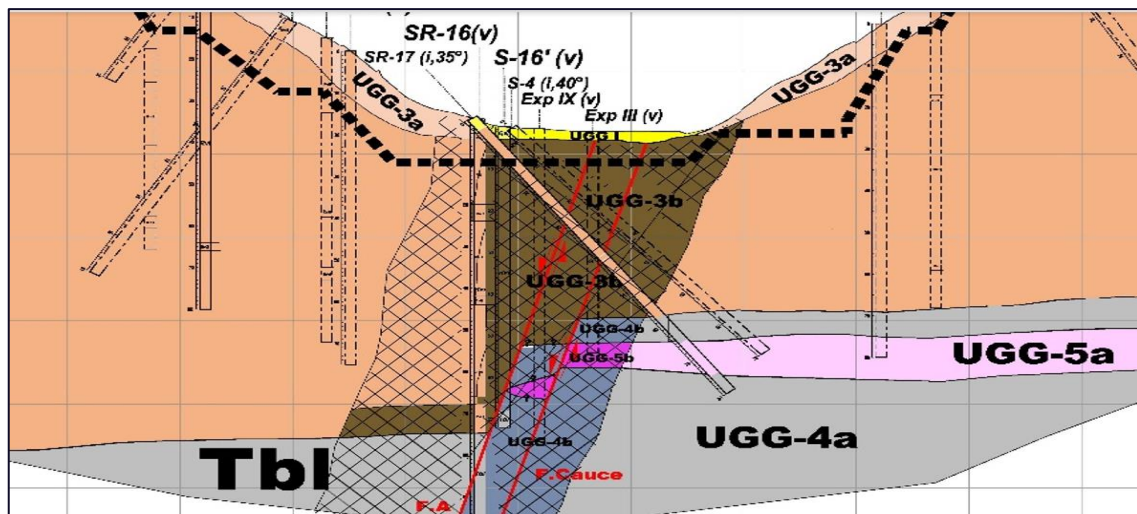 SR-16(v)
SR-17 (i,35°)
S-16' (v)
S-4 (i,40°)
Exp IX (v)
Exp III (v)
UGG-3a
UGG-3a
UGG I
UGG-3b
UGG-3b
UGG-4b
UGG-5b
UGG-5a
UGG-4b
UGG-4a
Tbl
F.Cauce
F.A